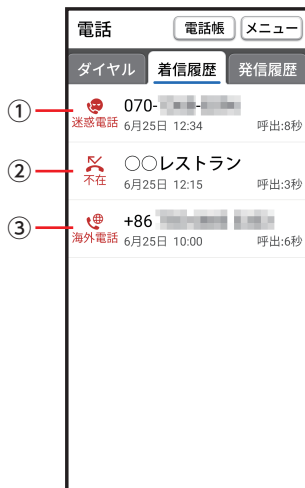 電話 電話帳 メニュー
ダイヤル 着信履歴 発信履歴
① 070-
迷惑電話 6月25日 12:34 呼出:8秒
② ○○レストラン
不在 6月25日 12:15 呼出:3秒
③ +86
海外電話 6月25日 10:00 呼出:6秒